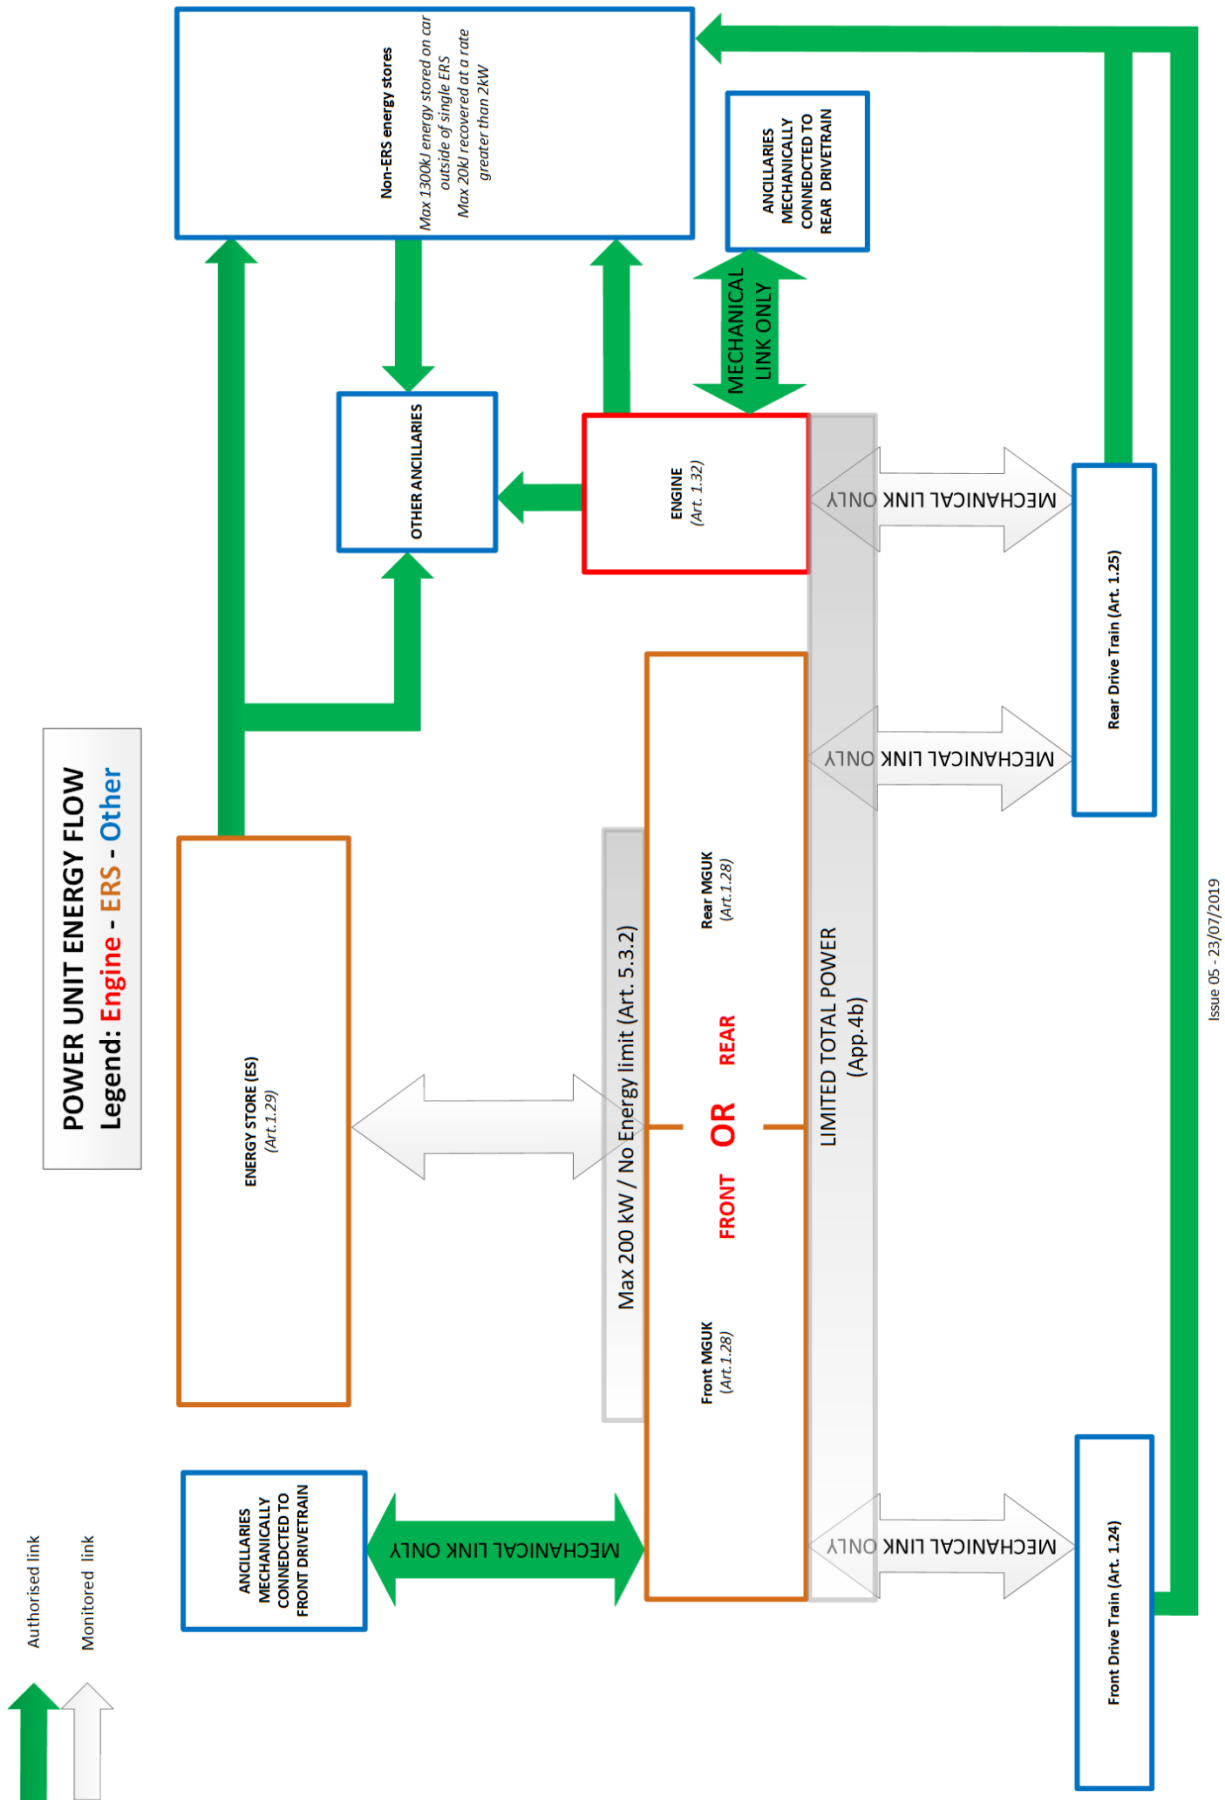 Authorised link
Monitored link
POWER UNIT ENERGY FLOW
Legend: Engine - ERS - Other
ANCILLARIES
MECHANICALLY
CONNEDCTED TO
FRONT DRIVETRAIN
ENERGY STORE (ES)
(Art.1.29)
Non-ERS energy stores
Max 1300kJ energy stored on car
outside of single ERS
Max 20kJ recovered at a rate
greater than 2kW
OTHER ANCILLARIES
MECHANICAL LINK ONLY
Max 200 kW / No Energy limit (Art. 5.3.2)
Front MGUK
(Art.1.28)
FRONT OR REAR
Rear MGUK
(Art.1.28)
ENGINE
(Art. 1.32)
MECHANICAL
LINK ONLY
ANCILLARIES
MECHANICALLY
CONNEDCTED TO
REAR DRIVETRAIN
LIMITED TOTAL POWER
(App.4b)
MECHANICAL LINK ONLY
MECHANICAL LINK ONLY
MECHANICAL LINK ONLY
Front Drive Train (Art. 1.24)
Rear Drive Train (Art. 1.25)
Issue 05 - 23/07/2019